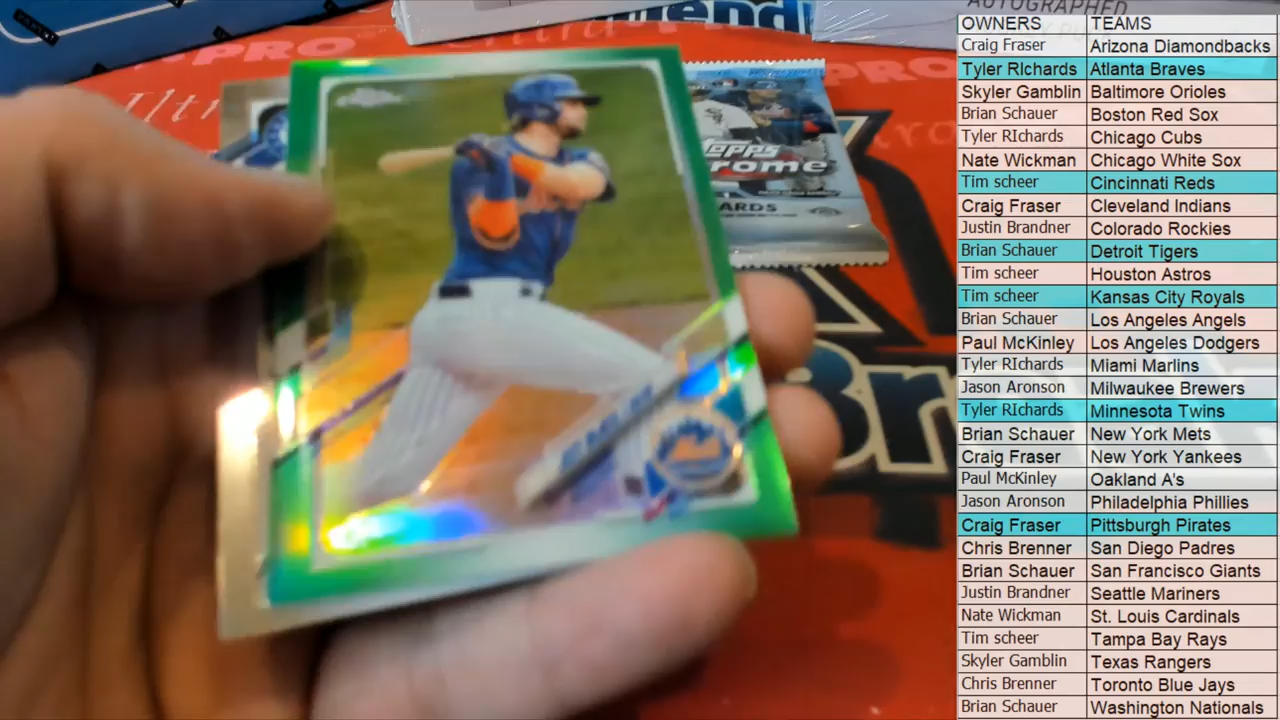 OWNERS TEAMS
Craig Fraser Arizona Diamondbacks
Tyler RIchards Atlanta Braves
Skyler Gamblin Baltimore Orioles
Brian Schauer Boston Red Sox
Tyler RIchards Chicago Cubs
Nate Wickman Chicago White Sox
Tim scheer Cincinnati Reds
Craig Fraser Cleveland Indians
Justin Brandner Colorado Rockies
Brian Schauer Detroit Tigers
Tim scheer Houston Astros
Tim scheer Kansas City Royals
Brian Schauer Los Angeles Angels
Paul McKinley Los Angeles Dodgers
Tyler RIchards Miami Marlins
Jason Aronson Milwaukee Brewers
Tyler RIchards Minnesota Twins
Brian Schauer New York Mets
Craig Fraser New York Yankees
Paul McKinley Oakland A's
Jason Aronson Philadelphia Phillies
Craig Fraser Pittsburgh Pirates
Chris Brenner San Diego Padres
Brian Schauer San Francisco Giants
Justin Brandner Seattle Mariners
Nate Wickman St. Louis Cardinals
Tim scheer Tampa Bay Rays
Skyler Gamblin Texas Rangers
Chris Brenner Toronto Blue Jays
Brian Schauer Washington Nationals
AUTOGRAPHED
PRO
PRO
Topps
rome
ARDS
Br